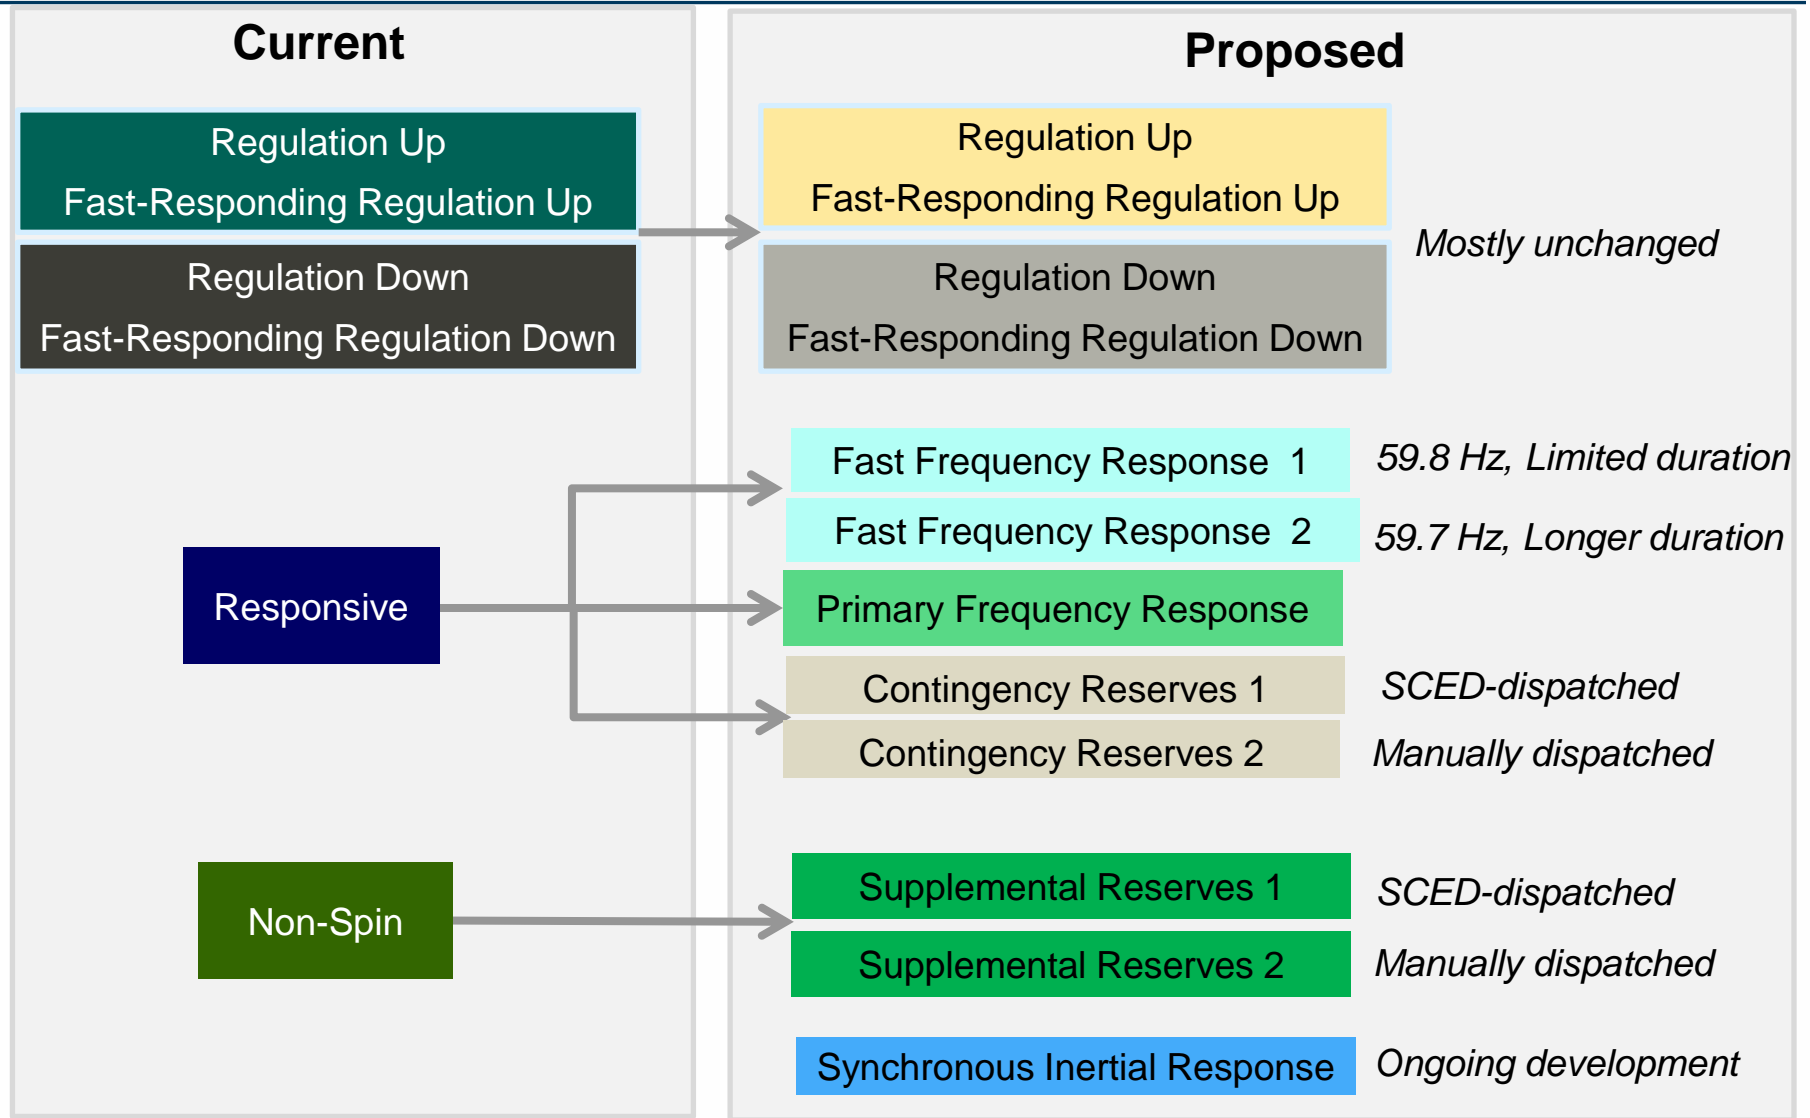 Current
Proposed
Regulation Up
Fast-Responding Regulation Up
Regulation Down
Fast-Responding Regulation Down
Regulation Up
Fast-Responding Regulation Up
Regulation Down
Fast-Responding Regulation Down
Mostly unchanged
Responsive
Fast Frequency Response 1
59.8 Hz, Limited duration
Fast Frequency Response 2
59.7 Hz, Longer duration
Primary Frequency Response
Contingency Reserves 1
SCED-dispatched
Contingency Reserves 2
Manually dispatched
Non-Spin
Supplemental Reserves 1
SCED-dispatched
Supplemental Reserves 2
Manually dispatched
Synchronous Inertial Response
Ongoing development